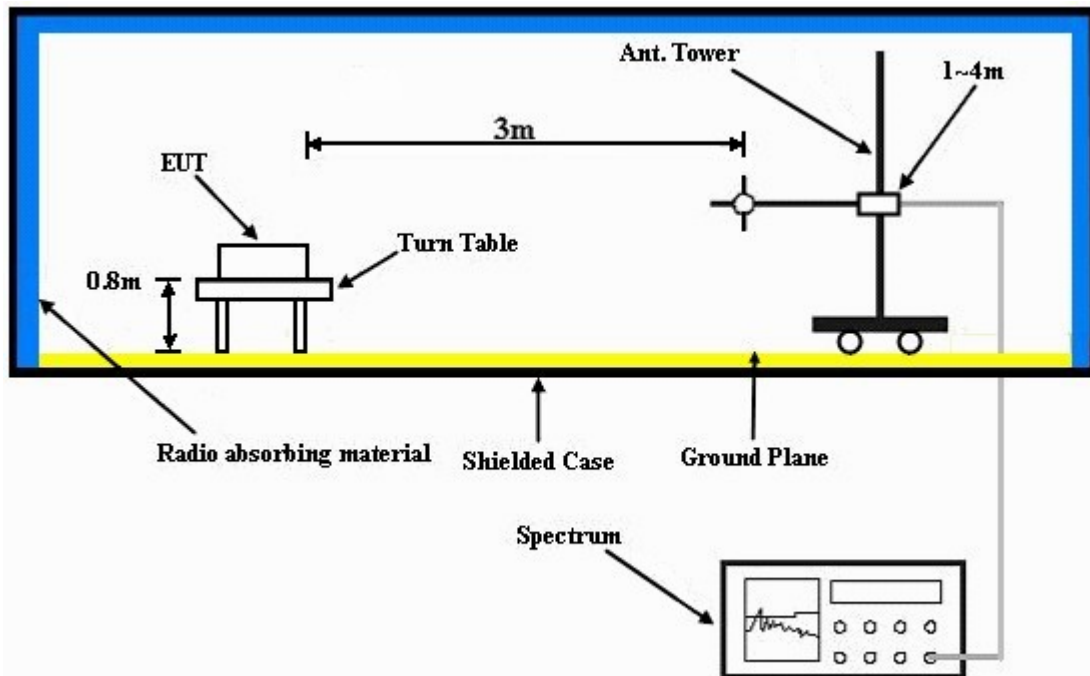 Ant. Tower
1~4m
3m
EUT
Turn Table
0.8m
Radio absorbing material
Shielded Case
Ground Plane
Spectrum